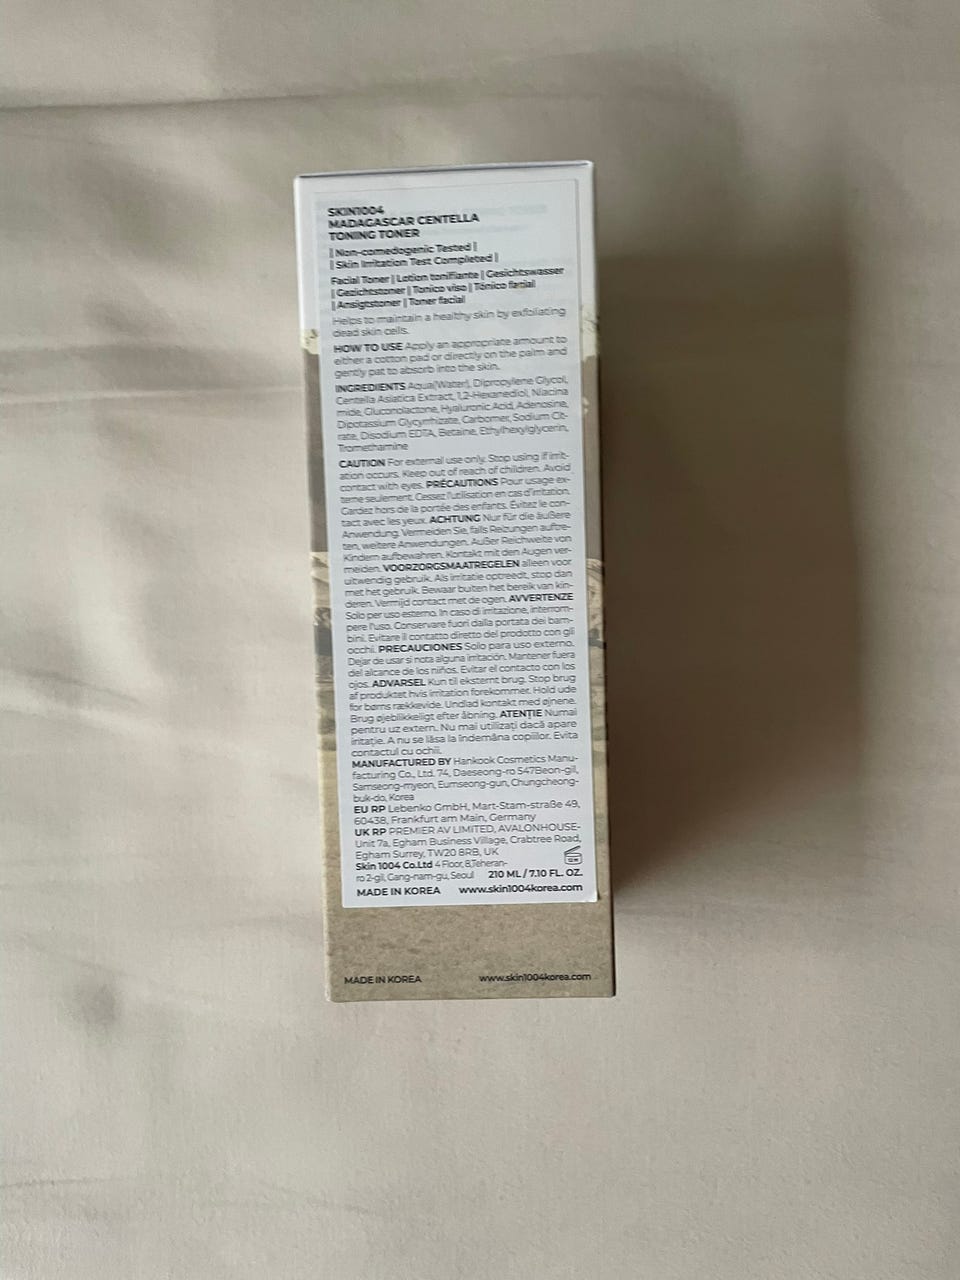 SKIN1004
MADAGASCAR CENTELLA
TONING TONER
| Non-comedogenic Tested |
| Skin Irritation Test Completed |
Facial Toner | Lotion tonifiante | Gesichtswasser
| Gezichtstoner | Tonico viso | Tónico facial
| Ansigtstoner | Toner facial
Helps to maintain a healthy skin by exfoliating
dead skin cells.
HOW TO USE Apply an appropriate amount to
either a cotton pad or directly on the palm and
gently pat to absorb into the skin.
INGREDIENTS Aqua(Water), Dipropylene Glycol,
Centella Asiatica Extract, 1,2-Hexanediol, Niacina
mide, Gluconolactone, Hyaluronic Acid, Adenosine,
Dipotassium Glycyrrhizate, Carbomer, Sodium Cit-
rate, Disodium EDTA, Betaine, Ethylhexylglycerin,
Tromethamine
CAUTION For external use only. Stop using if irrit-
ation occurs. Keep out of reach of children. Avoid
contact with eyes. PRÉCAUTIONS Pour usage ex-
terne seulement. Cessez l'utilisation en cas d'irritation.
Gardez hors de la portée des enfants. Évitez le con-
tact avec les yeux. ACHTUNG Nur für die äußere
Anwendung. Vermeiden Sie, falls Reizungen auftre-
ten, weitere Anwendungen. Außer Reichweite von
Kindern aufbewahren. Kontakt mit den Augen ver-
meiden. VOORZORGSMAATREGELEN alleen voor
uitwendig gebruik. Als irritatie optreedt, stop dan
met het gebruik. Bewaar buiten het bereik van kin-
deren. Vermijd contact met de ogen. AVVERTENZE
Solo per uso esterno. In caso di irritazione, interrom-
pere l'uso. Conservare fuori dalla portata dei bam-
bini. Evitare il contatto diretto del prodotto con gli
occhi. PRECAUCIONES Solo para uso externo.
Dejar de usar si nota alguna irritación. Mantener fuera
del alcance de los niños. Evitar el contacto con los
ojos. ADVARSEL Kun til eksternt brug. Stop brug
af produktet hvis irritation forekommer. Hold ude
for børns rækkevide. Undlad kontakt med øjnene.
Brug øjeblikkeligt efter åbning. ATENȚIE Numai
pentru uz extern. Nu mai utilizați dacă apare
iritație. A nu se lăsa la îndemâna copiilor. Evita
contactul cu ochii.
MANUFACTURED BY Hankook Cosmetics Manu-
facturing Co., Ltd. 74, Daeseong-ro 547Beon-gil,
Samseong-myeon, Eumseong-gun, Chungcheong-
buk-do, Korea
EU RP Lebenko GmbH, Mart-Stam-straße 49,
60438, Frankfurt am Main, Germany
UK RP PREMIER AV LIMITED, AVALONHOUSE-
Unit 7a, Egham Business Village, Crabtree Road,
Egham Surrey, TW20 8RB, UK
12 M
Skin 1004 Co.Ltd 4 Floor, 8,Teheran-
ro 2-gil, Gang-nam-gu, Seoul 210 ML / 7.10 FL. OZ.
MADE IN KOREA www.skin1004korea.com
MADE IN KOREA www.skin1004korea.com